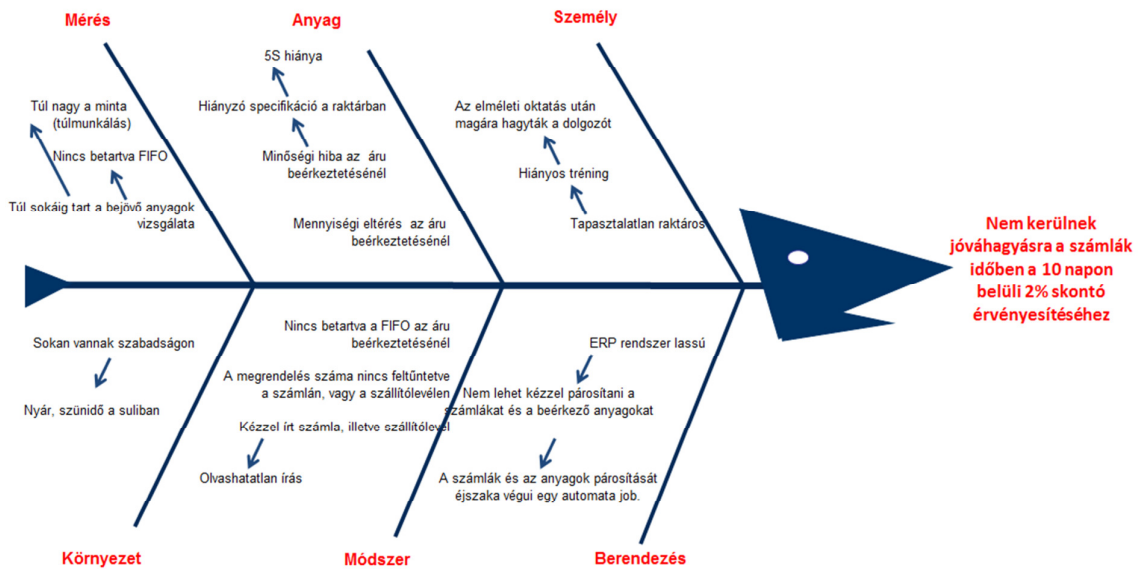 Mérés
Anyag
Személy
5S hiánya
Túl nagy a minta
(túlmunkálás)
Hiányzó specifikáció a raktárban
Az elméleti oktatás után
magára hagyták a dolgozót
Nincs betartva FIFO
Minőségi hiba az áru
beérkeztetésénél
Hiányos tréning
Túl sokáig tart a bejövő anyagok
vizsgálata
Mennyiségi eltérés az áru
beérkeztetésénél
Tapasztalatlan raktáros
Nem kerülnek
jóváhagyásra a számlák
időben a 10 napon
belüli 2% skontó
érvényesítéséhez
Sokan vannak szabadságon
Nyár, szünidő a suliban
Nincs betartva a FIFO az áru
beérkeztetésénél
A megrendelés száma nincs feltűntetve
a számlán, vagy a szállítólevélen
Kézzel írt számla, illetve szállítólevél
Olvashatatlan írás
ERP rendszer lassú
Nem lehet kézzel párosítani a
számlákat és a beérkező anyagokat
A számlák és az anyagok párosítását
éjszaka végui egy automata job.
Környezet
Módszer
Berendezés